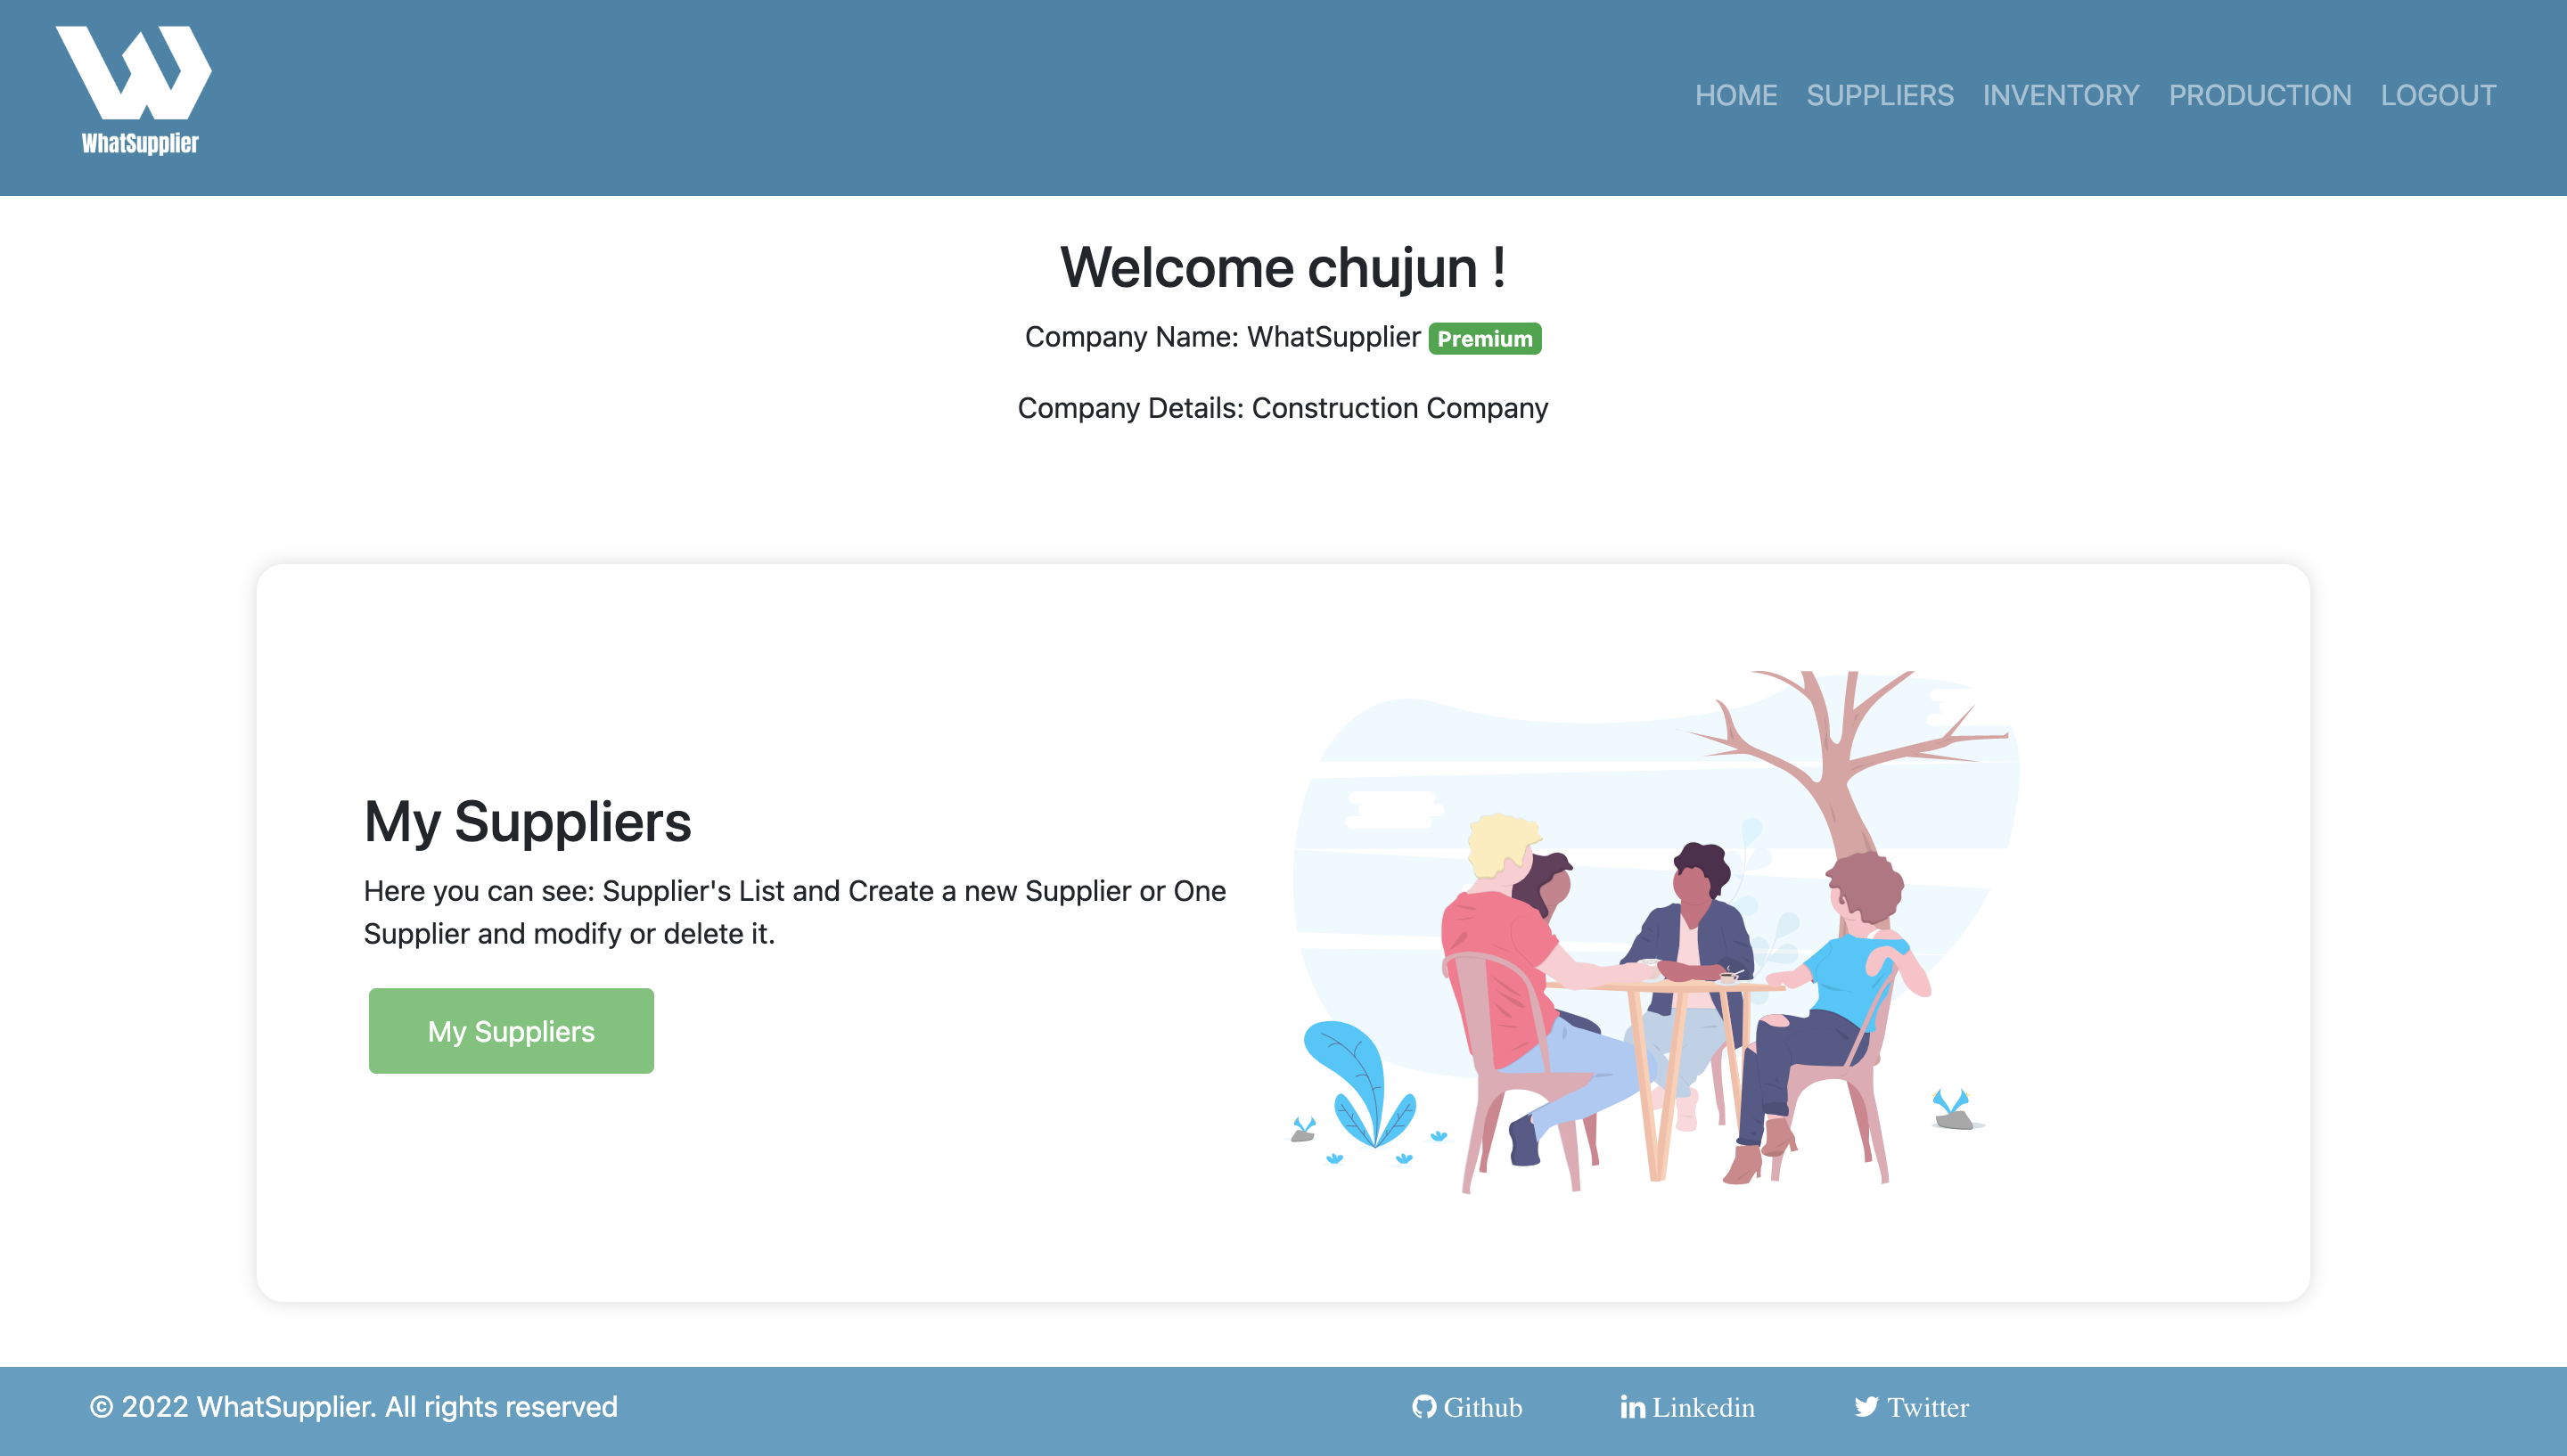 WhatSupplier
HOME SUPPLIERS INVENTORY PRODUCTION LOGOUT
Welcome chujun !
Company Name: WhatSupplier Premium
Company Details: Construction Company
My Suppliers
Here you can see: Supplier's List and Create a new Supplier or One
Supplier and modify or delete it.
My Suppliers
© 2022 WhatSupplier. All rights reserved
Github Linkedin Twitter